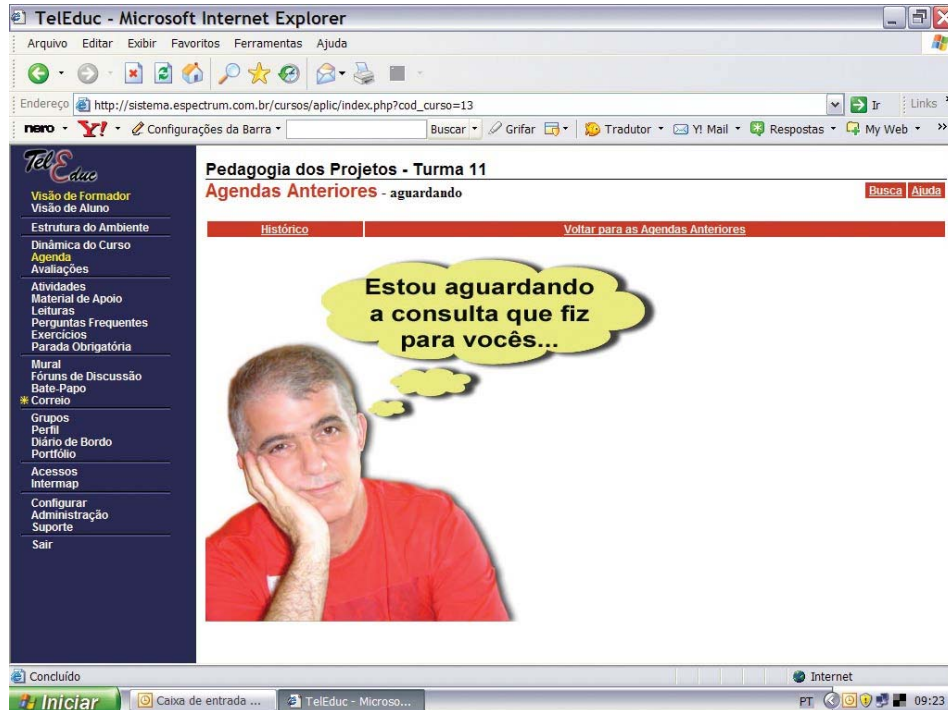 TelEduc - Microsoft Internet Explorer
Arquivo Editar Exibir Favoritos Ferramentas Ajuda
Endereço http://sistema.espectrum.com.br/cursos/aplic/index.php?cod_curso=13 Ir Links
nero Y! Configurações da Barra Buscar Grifar Tradutor Y! Mail Respostas My Web »
TelEduc
Pedagogia dos Projetos - Turma 11
Agendas Anteriores - aguardando Busca Ajuda
Histórico Voltar para as Agendas Anteriores
Visão de Formador
Visão de Aluno
Estrutura do Ambiente
Dinâmica do Curso
Agenda
Avaliações
Atividades
Material de Apoio
Leituras
Perguntas Frequentes
Exercícios
Parada Obrigatória
Mural
Fóruns de Discussão
Bate-Papo
Correio
Grupos
Perfil
Diário de Bordo
Portfólio
Acessos
Intermap
Configurar
Administração
Suporte
Sair
Estou aguardando
a consulta que fiz
para vocês...
Concluído Internet
Iniciar Caixa de entrada ... TelEduc - Microso... PT 09:23